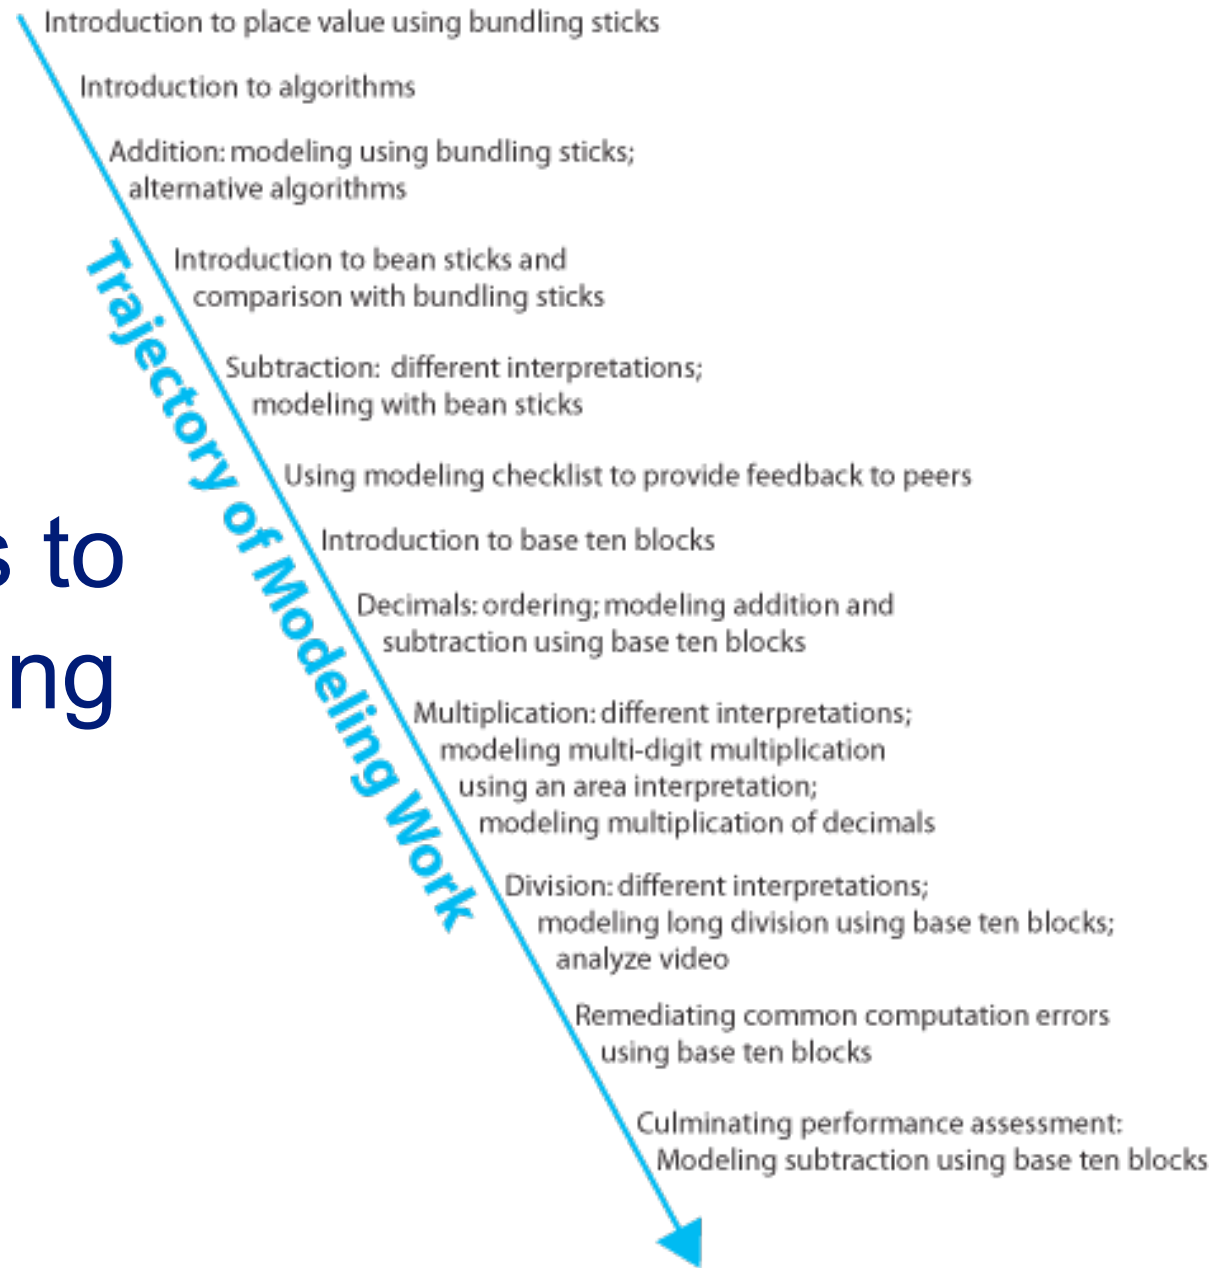 Introduction to place value using bundling sticks
Introduction to algorithms
Addition: modeling using bundling sticks;
alternative algorithms
Introduction to bean sticks and
comparison with bundling sticks
Subtraction: different interpretations;
modeling with bean sticks
Using modeling checklist to provide feedback to peers
Introduction to base ten blocks
Decimals: ordering; modeling addition and
subtraction using base ten blocks
Multiplication: different interpretations;
modeling multi-digit multiplication
using an area interpretation;
modeling multiplication of decimals
Division: different interpretations;
modeling long division using base ten blocks;
analyze video
Remediating common computation errors
using base ten blocks
Culminating performance assessment:
Modeling subtraction using base ten blocks
Trajectory of Modeling Work
s to
ng